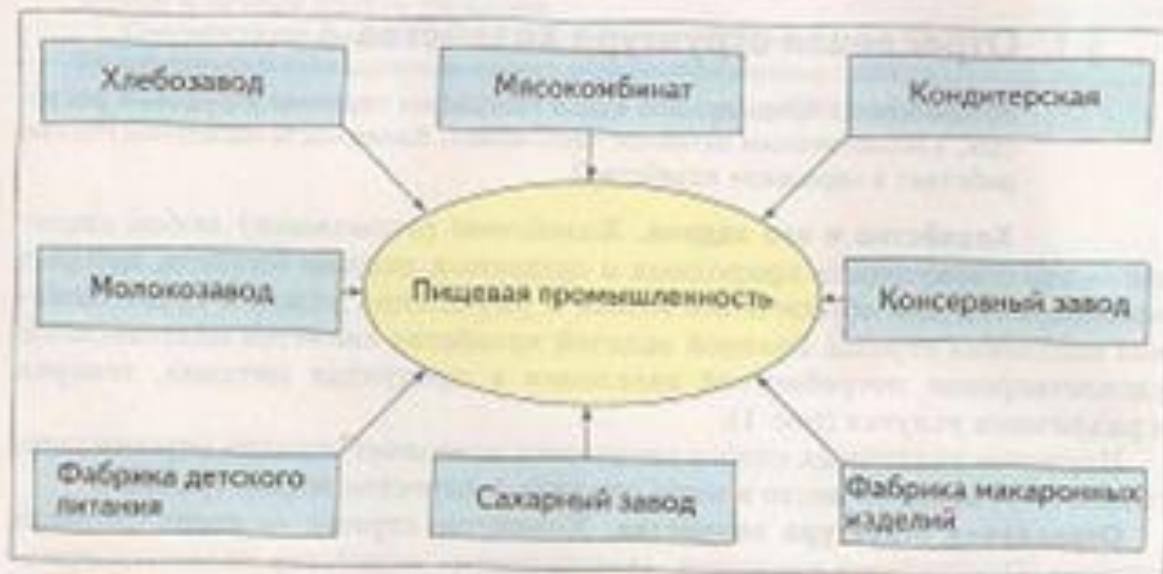 Хлебозавод
Мясокомбинат
Кондитерская
Молокозавод
Пищевая промышленность
Консервный завод
Фабрика детского
питания
Сахарный завод
Фабрика макаронных
изделий